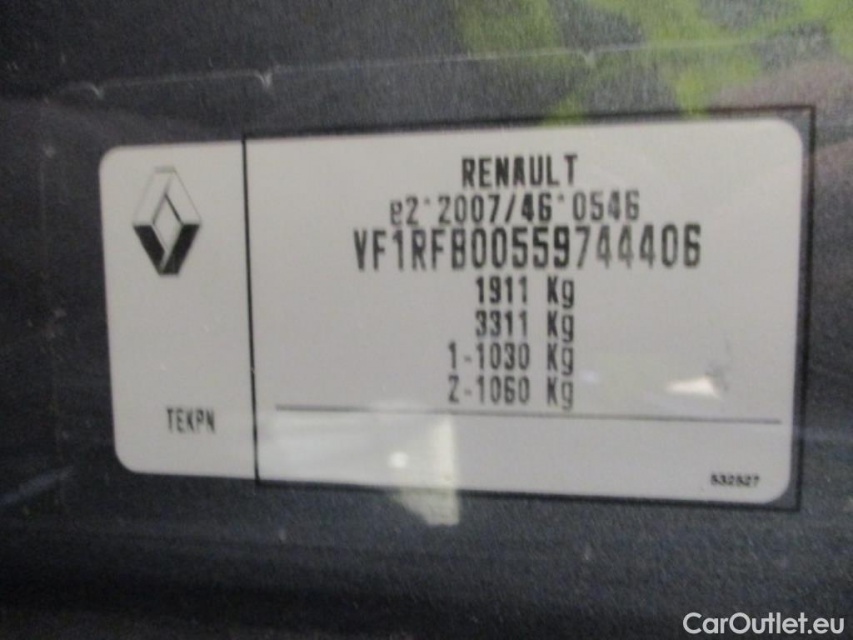 RENAULT
e2*2007/46*0546
VF1RFB00559744406
1911 Kg
3311 Kg
1-1030 Kg
2-1060 Kg
TEKPN
532527
CarOutlet.eu